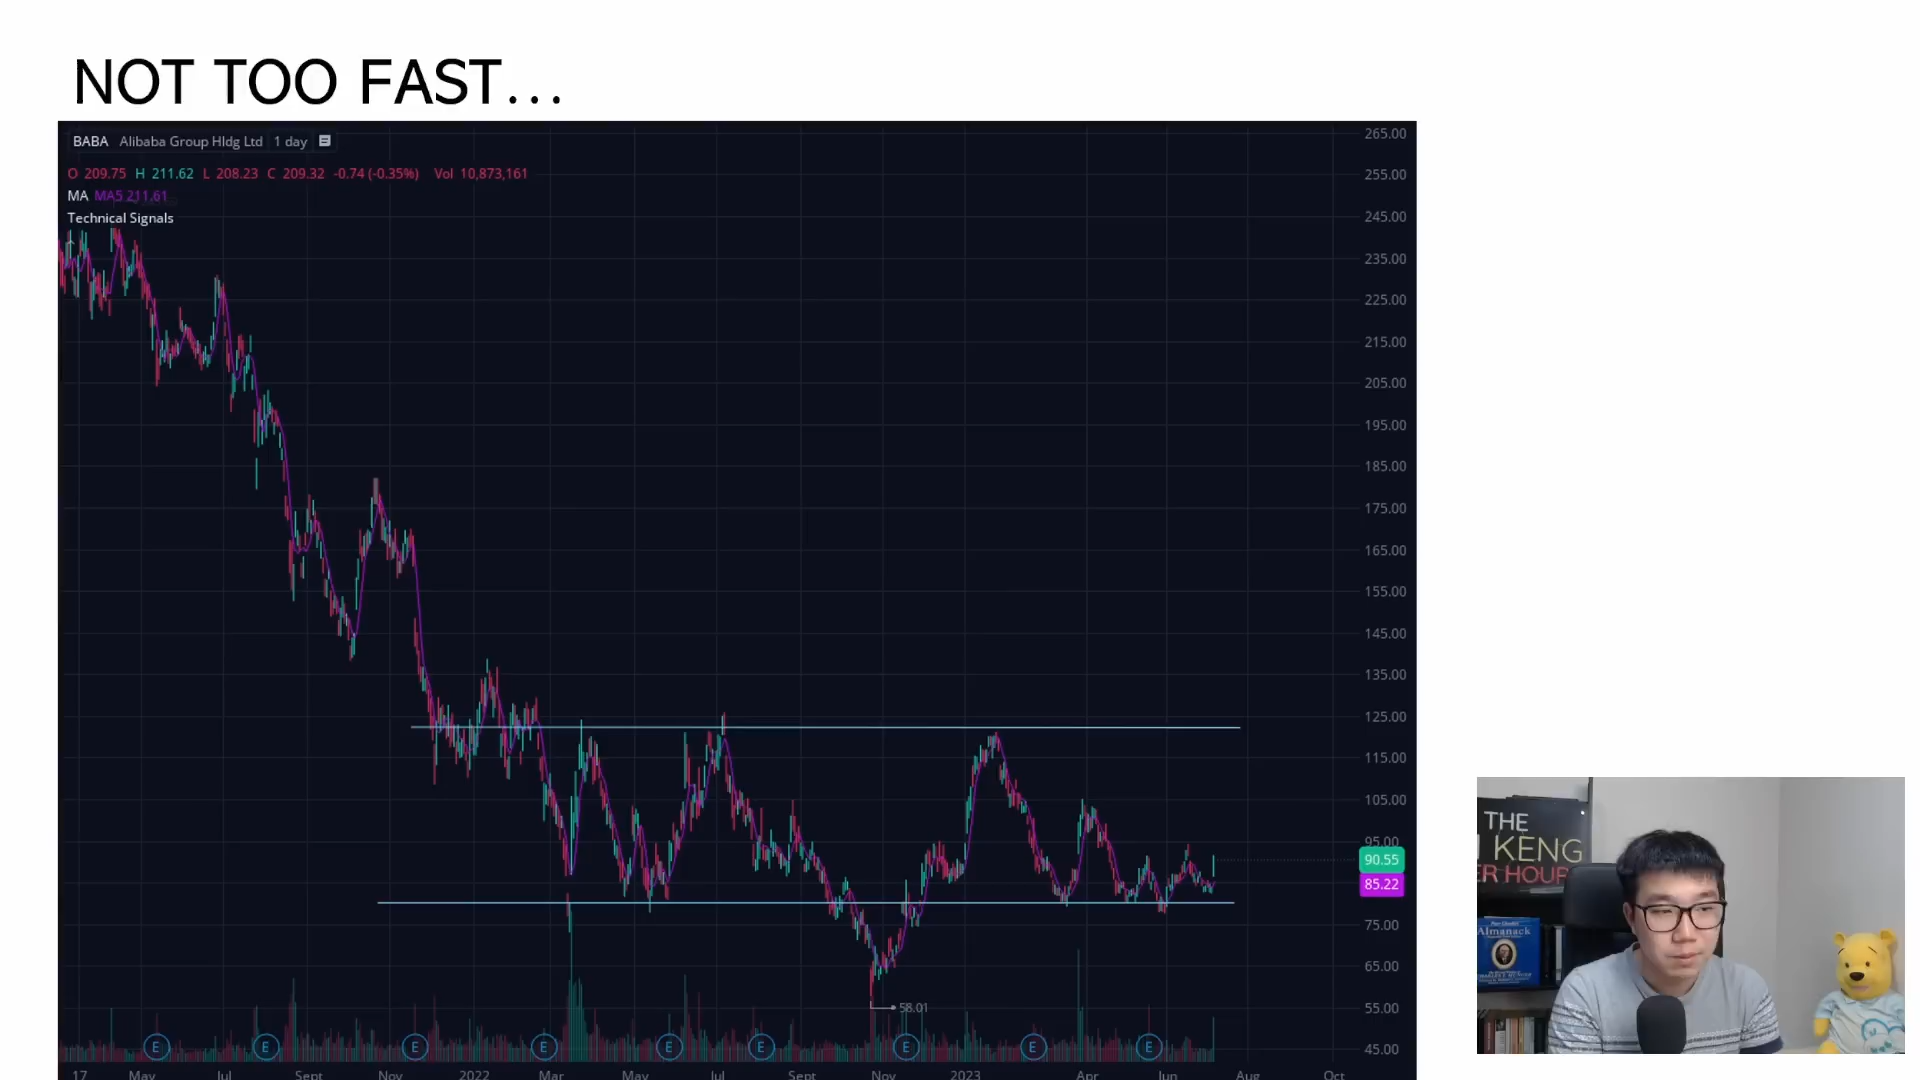 NOT TOO FAST...
BABA Alibaba Group Hldg Ltd 1 day
O 209.75 H 211.62 L 208.23 C 209.32 -0.74 (-0.35%) Vol 10,873,161
MA MA5 211.61
Technical Signals
265.00
255.00
245.00
235.00
225.00
215.00
205.00
195.00
185.00
175.00
165.00
155.00
145.00
135.00
125.00
115.00
105.00
95.00
90.55
85.22
75.00
65.00
55.00
45.00
58.01
E E E E E E E E E
17 May Jul Sept Nov 2022 Mar May Jul Sept Nov 2023 Apr Jun Aug Oct
THE
KENG
ER HOUR
Almanack